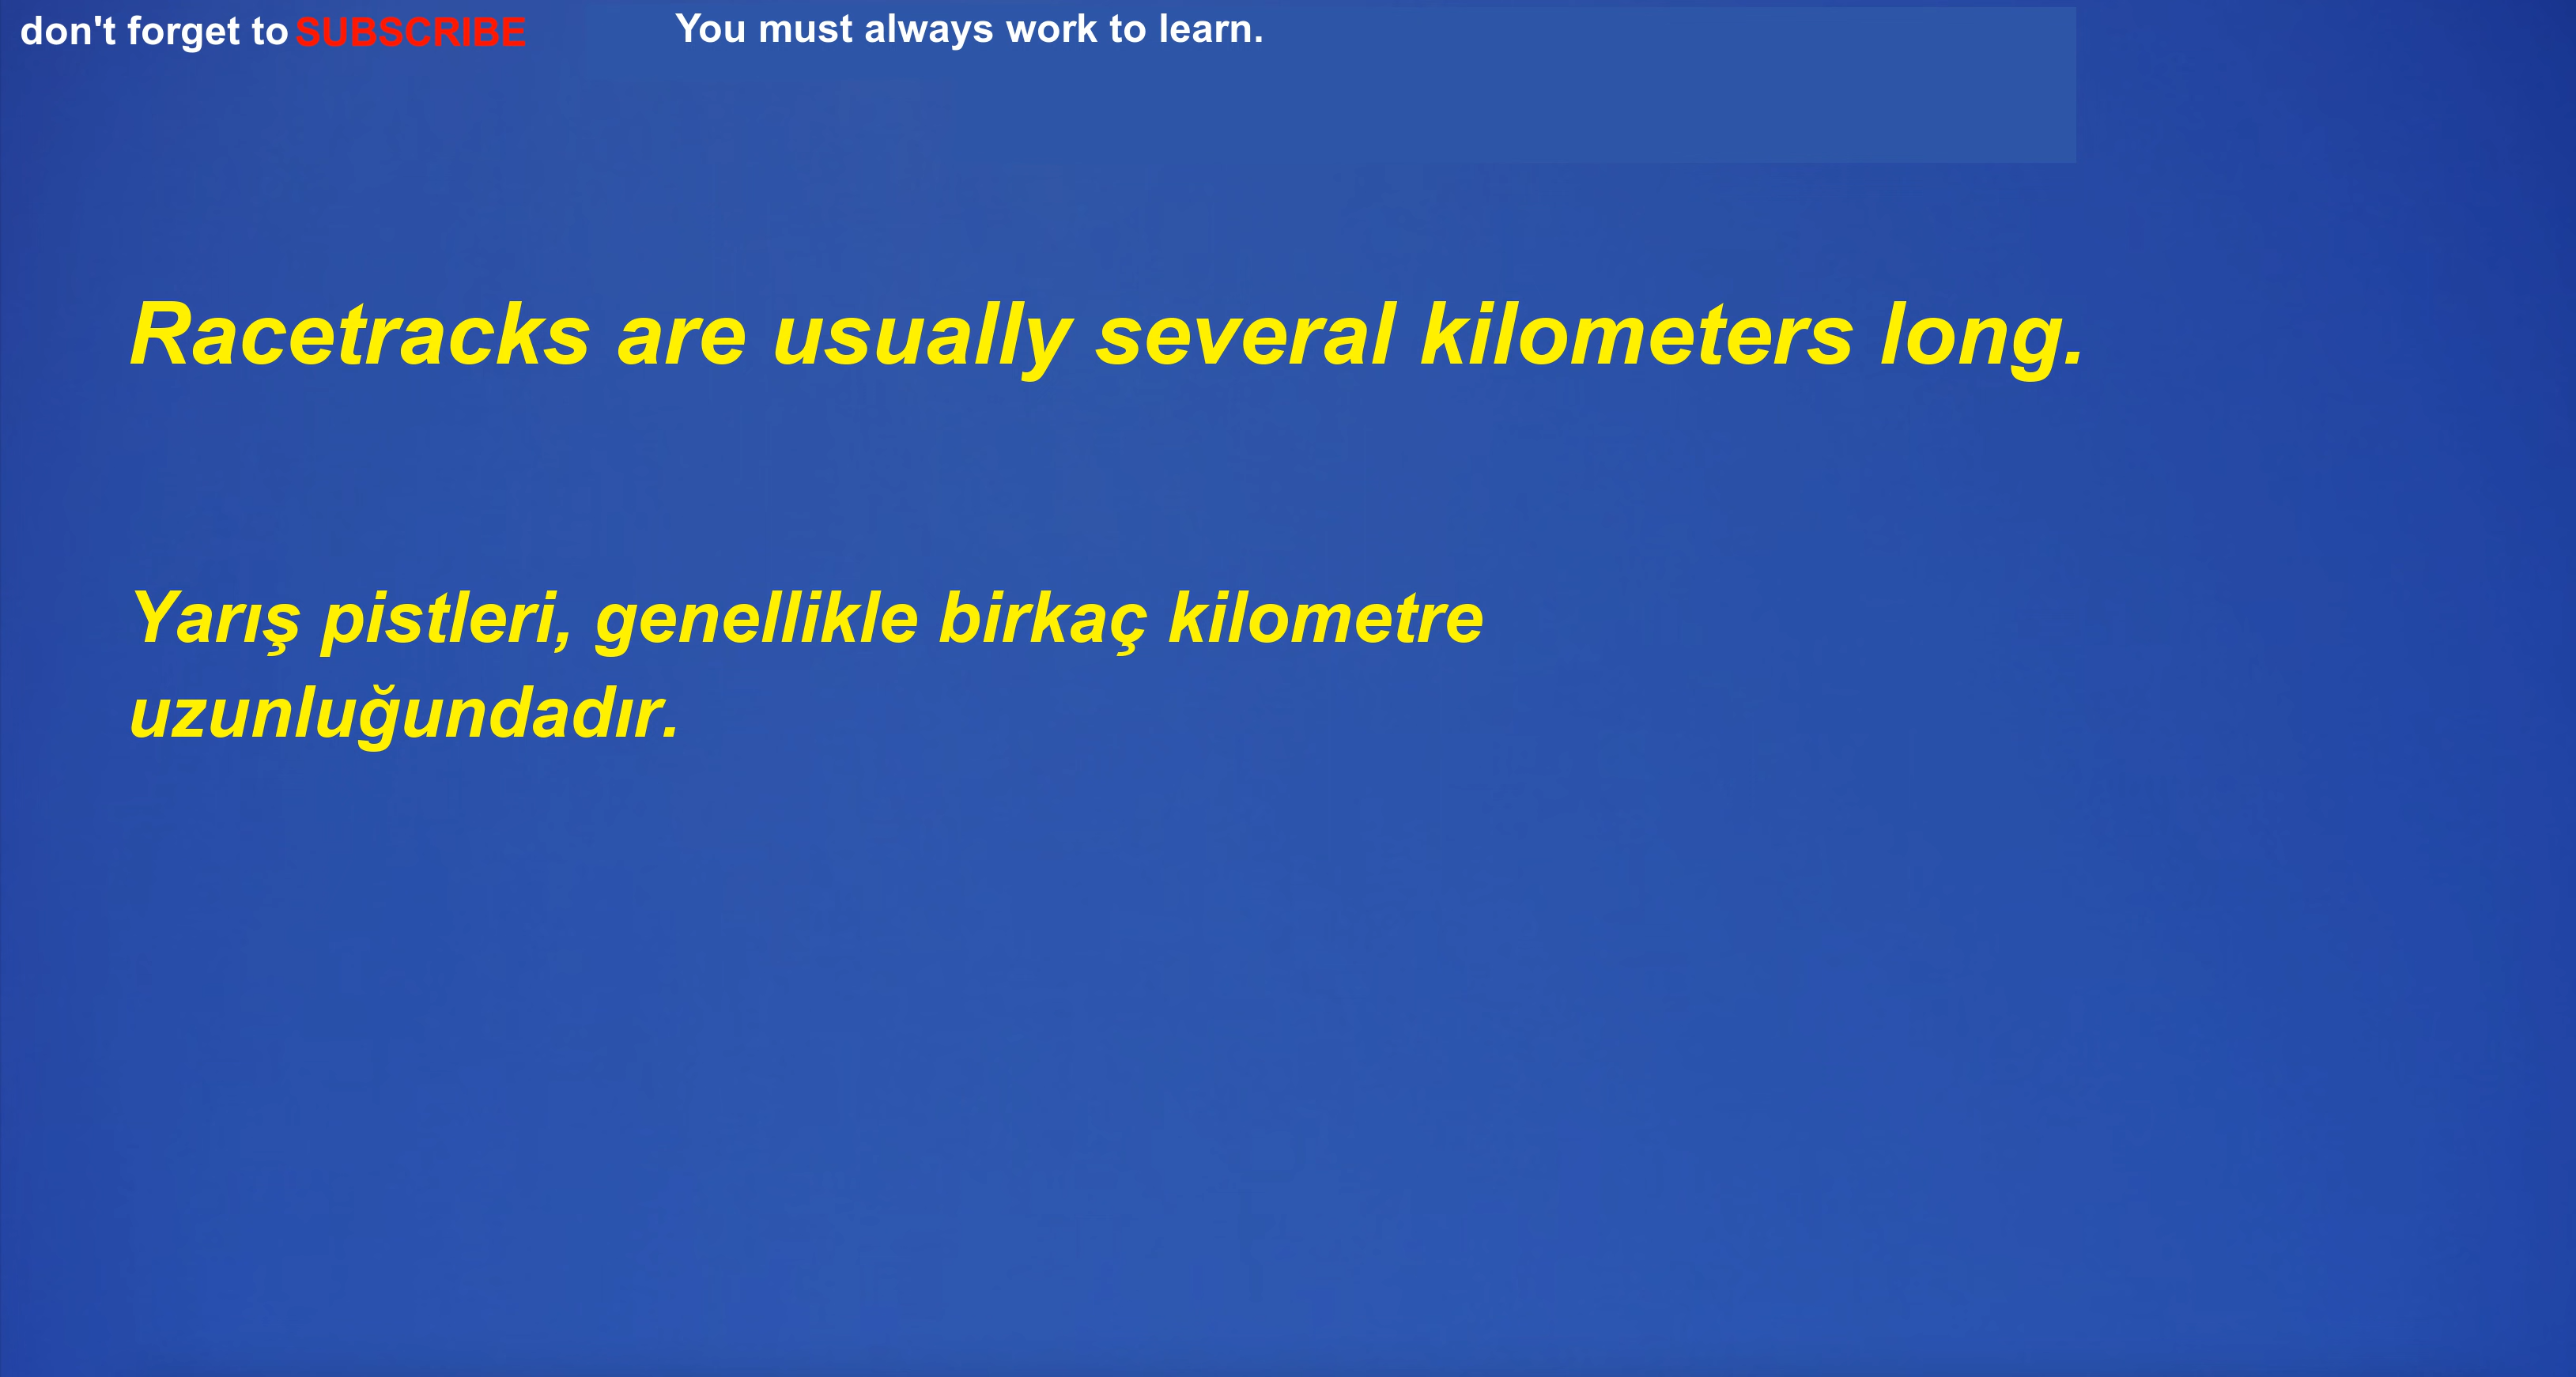 don't forget to SUBSCRIBE
You must always work to learn.
Racetracks are usually several kilometers long.
Yarış pistleri, genellikle birkaç kilometre
uzunluğundadır.